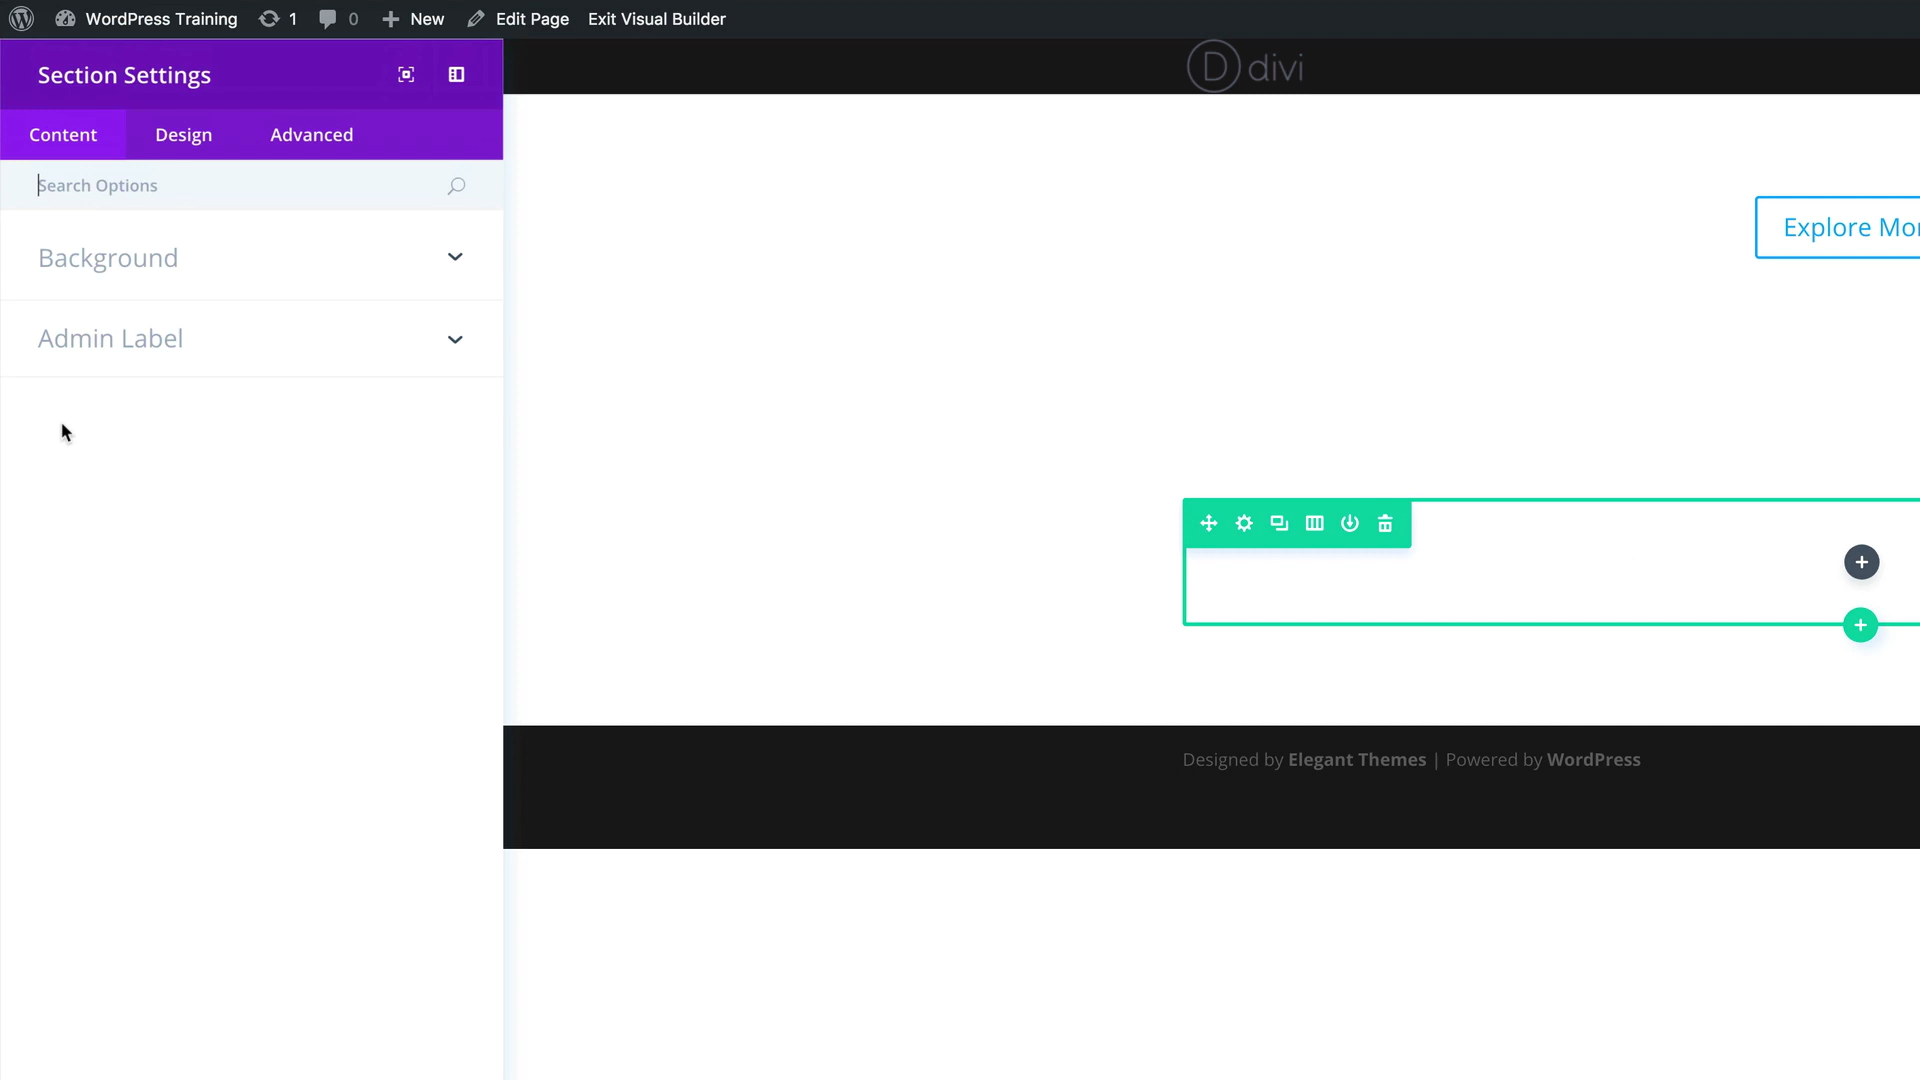 WordPress Training 1 0 New Edit Page Exit Visual Builder
Section Settings
D divi
Content Design Advanced
Search Options
Explore
Background
Admin Label
Designed by Elegant Themes | Powered by WordPress